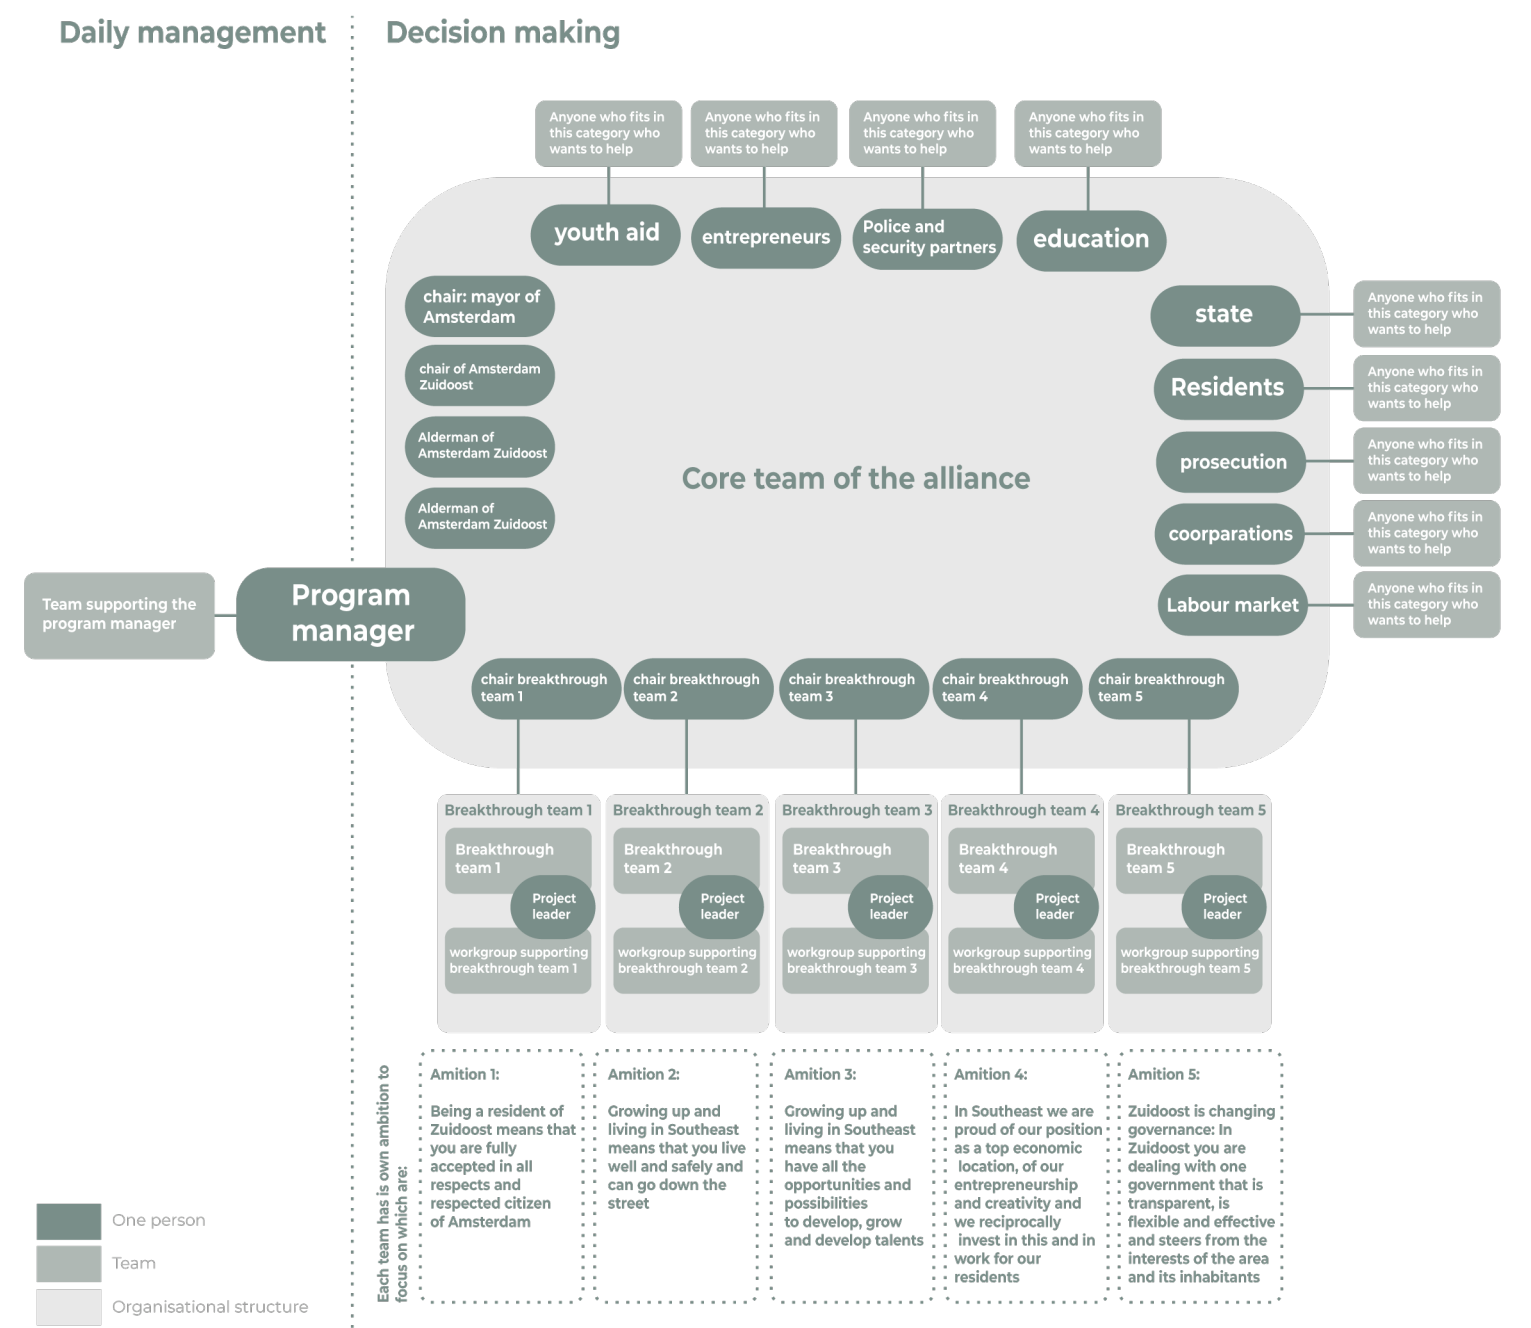 Daily management
Decision making
Anyone who fits in
this category who
wants to help
Anyone who fits in
this category who
wants to help
Anyone who fits in
this category who
wants to help
Anyone who fits in
this category who
wants to help
youth aid
entrepreneurs
Police and
security partners
education
chair: mayor of
Amsterdam
chair of Amsterdam
Zuidoost
Alderman of
Amsterdam Zuidoost
Alderman of
Amsterdam Zuidoost
Core team of the alliance
state
Anyone who fits in
this category who
wants to help
Residents
Anyone who fits in
this category who
wants to help
prosecution
Anyone who fits in
this category who
wants to help
coorparations
Anyone who fits in
this category who
wants to help
Labour market
Anyone who fits in
this category who
wants to help
Team supporting the
program manager
Program
manager
chair breakthrough
team 1
chair breakthrough
team 2
chair breakthrough
team 3
chair breakthrough
team 4
chair breakthrough
team 5
Breakthrough team 1
Breakthrough
team 1
Project
leader
workgroup supporting
breakthrough team 1
Breakthrough team 2
Breakthrough
team 2
Project
leader
workgroup supporting
breakthrough team 2
Breakthrough team 3
Breakthrough
team 3
Project
leader
workgroup supporting
breakthrough team 3
Breakthrough team 4
Breakthrough
team 4
Project
leader
workgroup supporting
breakthrough team 4
Breakthrough team 5
Breakthrough
team 5
Project
leader
workgroup supporting
breakthrough team 5
Each team has is own ambition to
focus on which are:
Amition 1:
Being a resident of
Zuidoost means that
you are fully
accepted in all
respects and
respected citizen
of Amsterdam
Amition 2:
Growing up and
living in Southeast
means that you live
well and safely and
can go down the
street
Amition 3:
Growing up and
living in Southeast
means that you
have all the
opportunities and
possibilities
to develop, grow
and develop talents
Amition 4:
In Southeast we are
proud of our position
as a top economic
location, of our
entrepreneurship
and creativity and
we reciprocally
invest in this and in
work for our
residents
Amition 5:
Zuidoost is changing
governance: In
Zuidoost you are
dealing with one
government that is
transparent, is
flexible and effective
and steers from the
interests of the area
and its inhabitants
One person
Team
Organisational structure